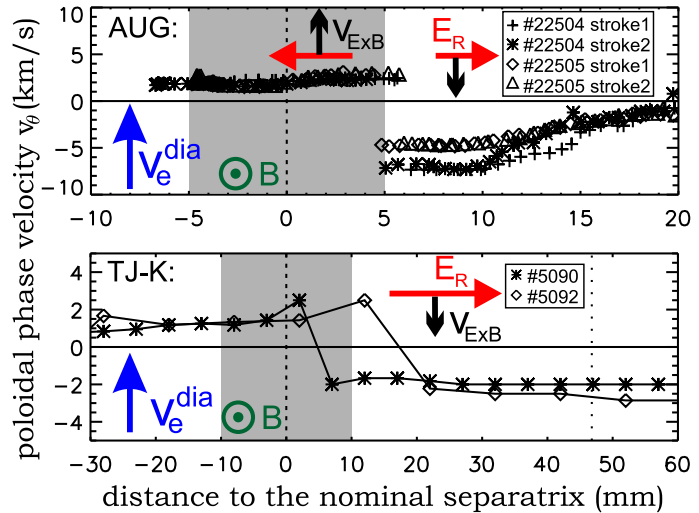 AUG:
V_ExB
E_R
+ #22504 stroke1
✳ #22504 stroke2
◇ #22505 stroke1
△ #22505 stroke2
10
5
0
-5
-10
V_e^dia
B
-10 -5 0 5 10 15 20
TJ-K:
E_R
V_ExB
✳ #5090
◇ #5092
4
2
0
-2
-4
V_e^dia
B
-30 -20 -10 0 10 20 30 40 50 60
poloidal phase velocity v_θ (km/s)
distance to the nominal separatrix (mm)